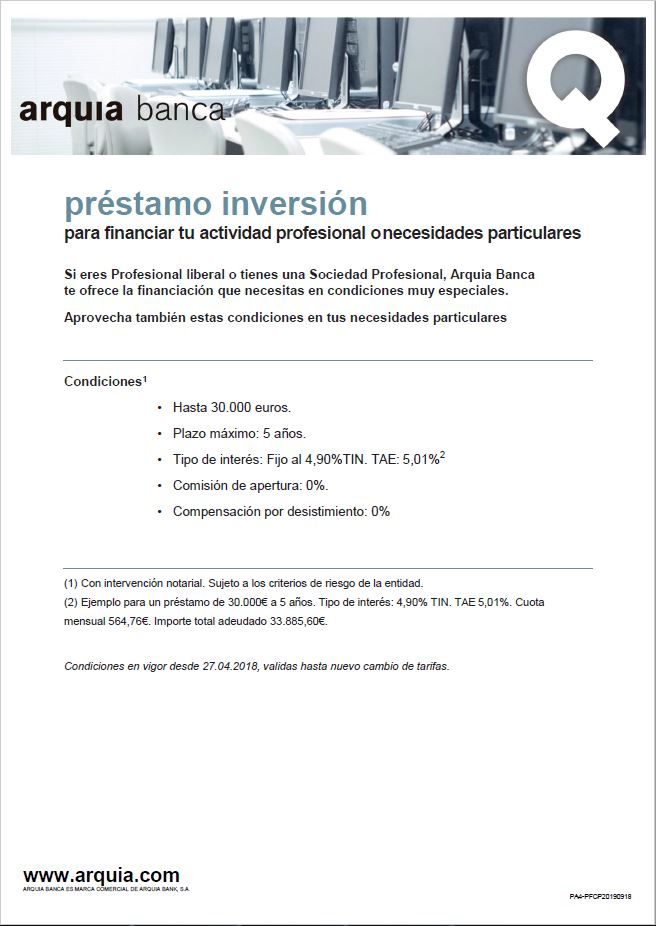 arquia banca
préstamo inversión
para financiar tu actividad profesional o necesidades particulares
Si eres Profesional liberal o tienes una Sociedad Profesional, Arquia Banca
te ofrece la financiación que necesitas en condiciones muy especiales.
Aprovecha también estas condiciones en tus necesidades particulares
Condiciones¹
• Hasta 30.000 euros.
• Plazo máximo: 5 años.
• Tipo de interés: Fijo al 4,90%TIN. TAE: 5,01%²
• Comisión de apertura: 0%.
• Compensación por desistimiento: 0%
(1) Con intervención notarial. Sujeto a los criterios de riesgo de la entidad.
(2) Ejemplo para un préstamo de 30.000€ a 5 años. Tipo de interés: 4,90% TIN. TAE 5,01%. Cuota
mensual 564,76€. Importe total adeudado 33.885,60€.
Condiciones en vigor desde 27.04.2018, validas hasta nuevo cambio de tarifas.
www.arquia.com
ARQUIA BANCA ES MARCA COMERCIAL DE ARQUIA BANK, S.A.
PA4-PFCP20190918